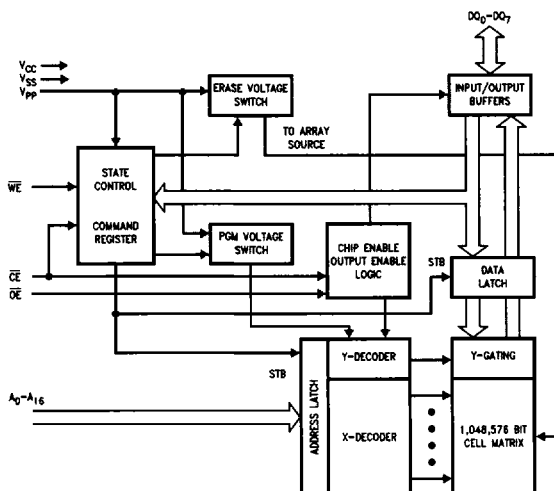 DQ0-DQ7
VCC
VSS
VPP
ERASE VOLTAGE
SWITCH
INPUT/OUTPUT
BUFFERS
TO ARRAY
SOURCE
STATE
CONTROL
COMMAND
REGISTER
WE
PGM VOLTAGE
SWITCH
CHIP ENABLE
OUTPUT ENABLE
LOGIC
CE
OE
STB
DATA
LATCH
STB
ADDRESS LATCH
Y-DECODER
Y-GATING
A0-A16
X-DECODER
1,048,576 BIT
CELL MATRIX